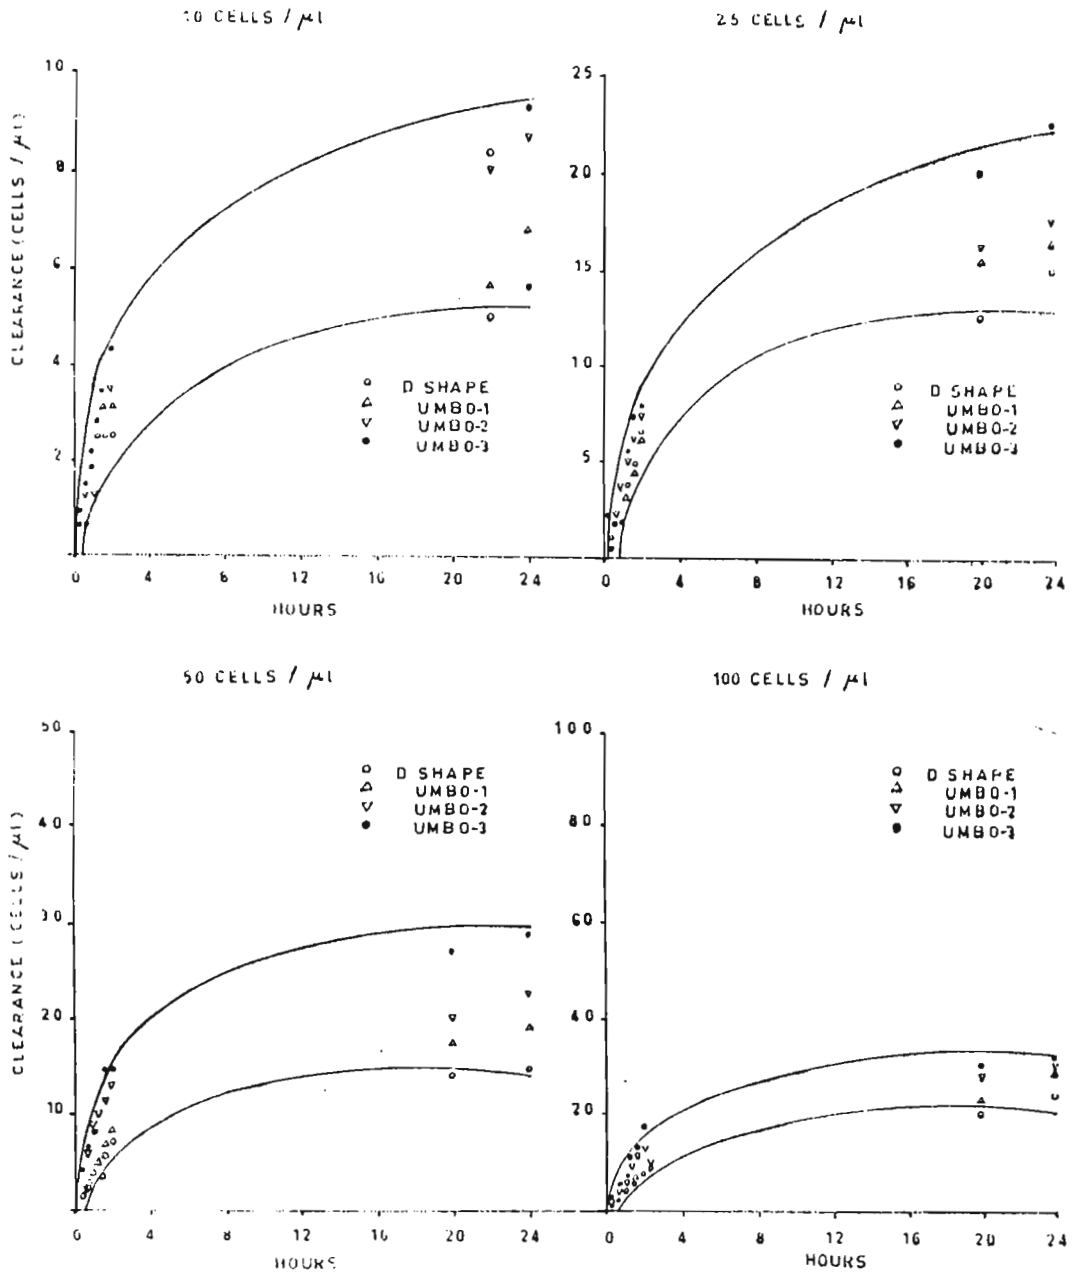 10 CELLS / µl
25 CELLS / µl
CLEARANCE (CELLS / µl)
10
8
6
4
2
0 4 8 12 16 20 24
HOURS
D SHAPE
UMBO-1
UMBO-2
UMBO-3
25
20
15
10
5
0 4 8 12 16 20 24
HOURS
D SHAPE
UMBO-1
UMBO-2
UMBO-3
50 CELLS / µl
100 CELLS / µl
CLEARANCE (CELLS / µl)
50
40
30
20
10
0 4 8 12 16 20 24
HOURS
D SHAPE
UMBO-1
UMBO-2
UMBO-3
100
80
60
40
20
0 4 8 12 16 20 24
HOURS
D SHAPE
UMBO-1
UMBO-2
UMBO-3